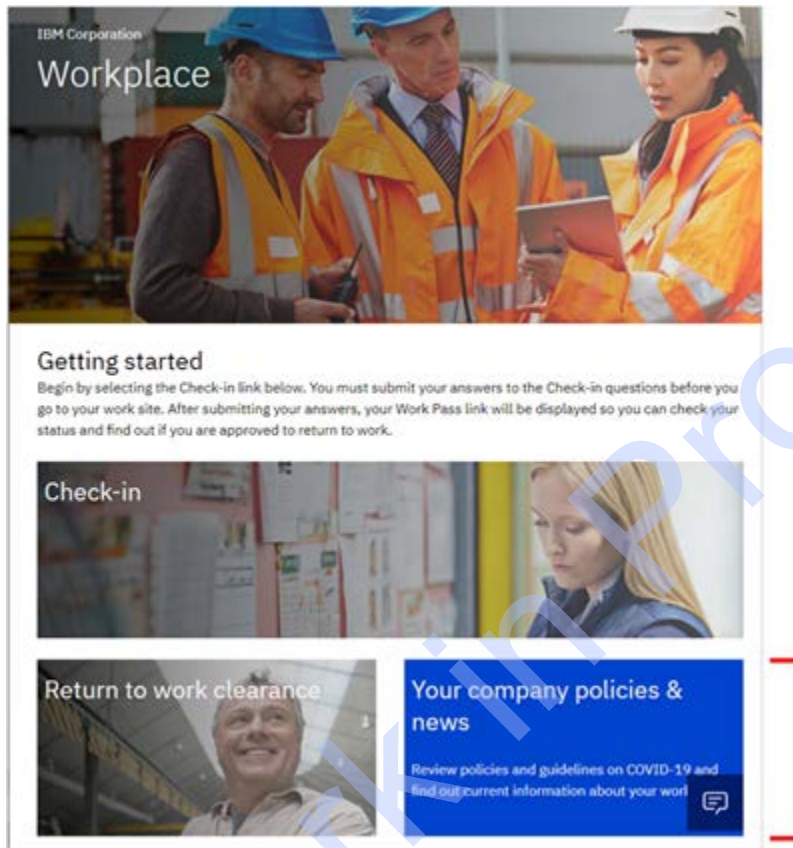 IBM Corporation
Workplace
Getting started
Begin by selecting the Check-in link below. You must submit your answers to the Check-in questions before you
go to your work site. After submitting your answers, your Work Pass link will be displayed so you can check your
status and find out if you are approved to return to work.
Check-in
Return to work clearance
Your company policies &
news
Review policies and guidelines on COVID-19 and
find out current information about your